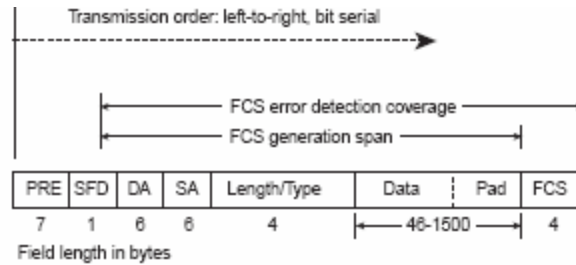 Transmission order: left-to-right, bit serial
FCS error detection coverage
FCS generation span
PRE SFD DA SA Length/Type Data Pad FCS
7 1 6 6 4 46-1500 4
Field length in bytes